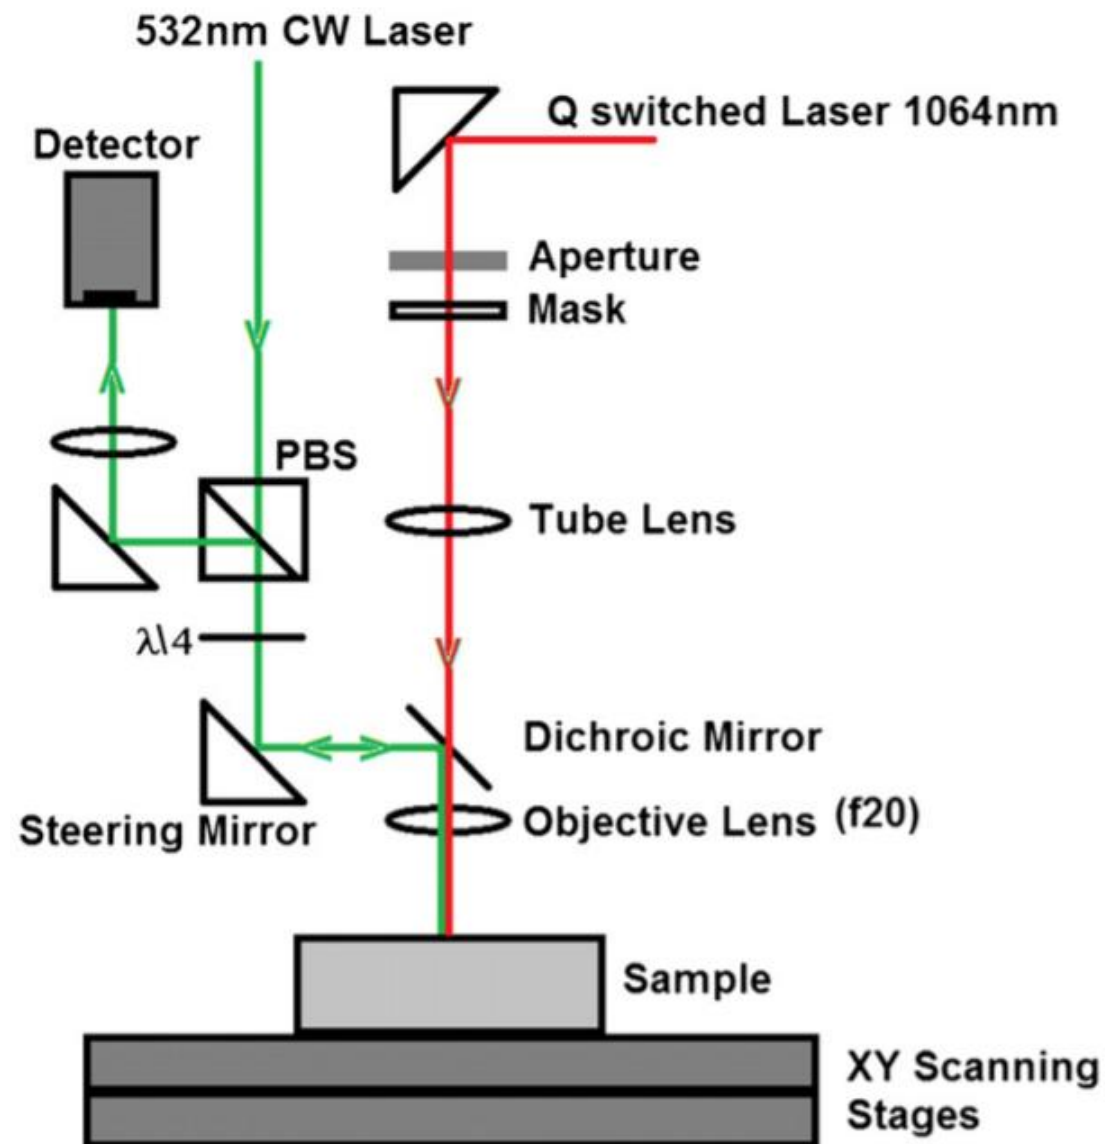 532nm CW Laser
Q switched Laser 1064nm
Detector
Aperture
Mask
PBS
Tube Lens
λ\4
Dichroic Mirror
Steering Mirror
Objective Lens (f20)
Sample
XY Scanning
Stages